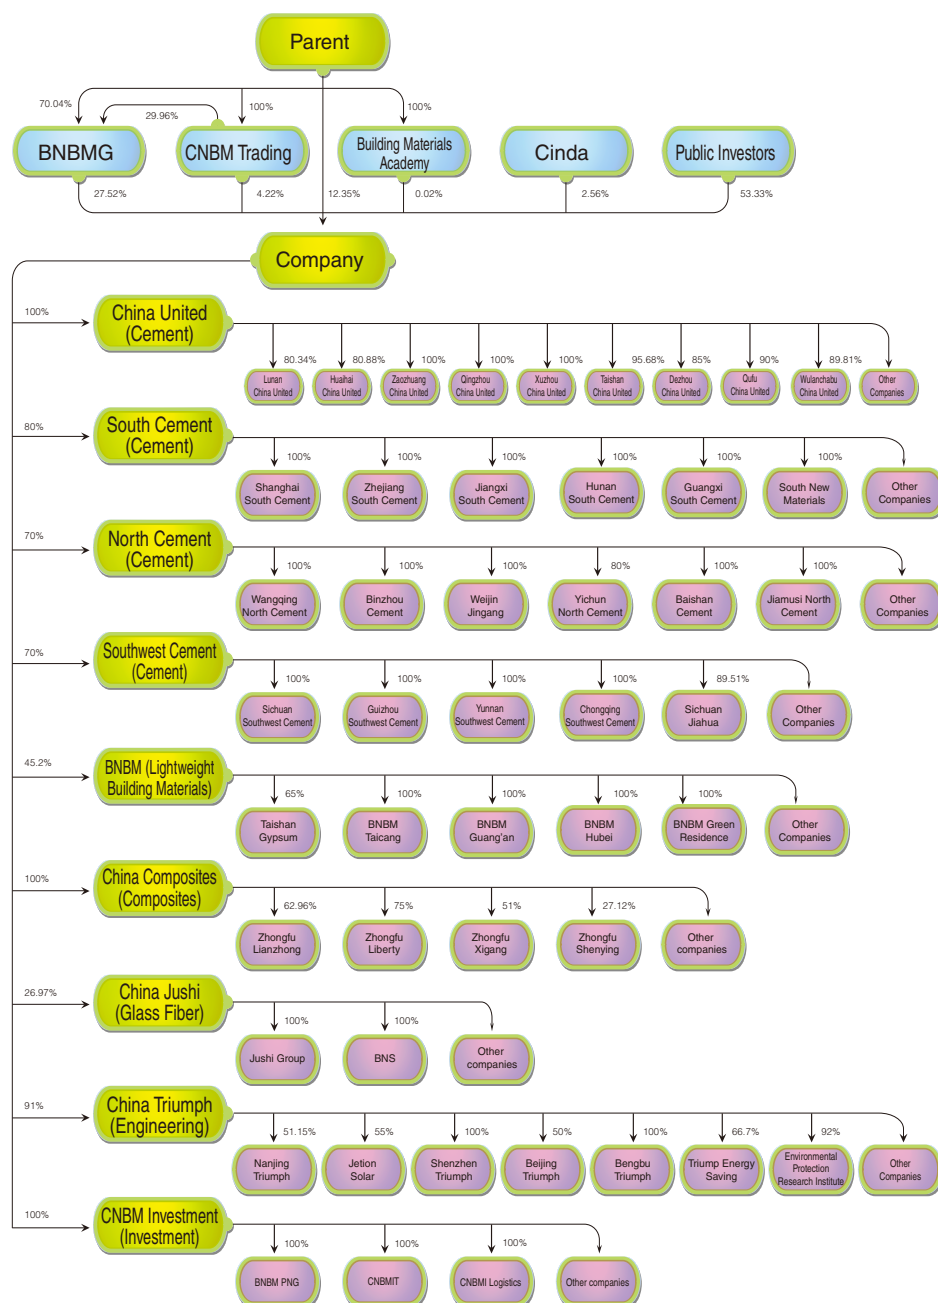 Parent
70.04%
29.96%
100%
100%
BNBMG
CNBM Trading
Building Materials
Academy
Cinda
Public Investors
27.52%
4.22%
12.35%
0.02%
2.56%
53.33%
Company
100%
China United
(Cement)
80.34%
80.88%
100%
100%
100%
95.68%
85%
90%
89.81%
Lunan
China United
Huaihai
China United
Zaozhuang
China United
Qingzhou
China United
Xuzhou
China United
Taishan
China United
Dezhou
China United
Qufu
China United
Wulanchabu
China United
Other
Companies
80%
South Cement
(Cement)
100%
100%
100%
100%
100%
100%
Shanghai
South Cement
Zhejiang
South Cement
Jiangxi
South Cement
Hunan
South Cement
Guangxi
South Cement
South New
Materials
Other
Companies
70%
North Cement
(Cement)
100%
100%
100%
80%
100%
100%
Wangqing
North Cement
Binzhou
Cement
Weijin
Jingang
Yichun
North Cement
Baishan
Cement
Jiamusi North
Cement
Other
Companies
70%
Southwest Cement
(Cement)
100%
100%
100%
100%
89.51%
Sichuan
Southwest Cement
Guizhou
Southwest Cement
Yunnan
Southwest Cement
Chongqing
Southwest Cement
Sichuan
Jiahua
Other
Companies
45.2%
BNBM (Lightweight
Building Materials)
65%
100%
100%
100%
100%
Taishan
Gypsum
BNBM
Taicang
BNBM
Guang'an
BNBM
Hubei
BNBM Green
Residence
Other
Companies
100%
China Composites
(Composites)
62.96%
75%
51%
27.12%
Zhongfu
Lianzhong
Zhongfu
Liberty
Zhongfu
Xigang
Zhongfu
Shenying
Other
companies
26.97%
China Jushi
(Glass Fiber)
100%
100%
Jushi Group
BNS
Other
companies
91%
China Triumph
(Engineering)
51.15%
55%
100%
50%
100%
66.7%
92%
Nanjing
Triumph
Jetion
Solar
Shenzhen
Triumph
Beijing
Triumph
Bengbu
Triumph
Triump Energy
Saving
Environmental
Protection
Research Institute
Other
Companies
100%
CNBM Investment
(Investment)
100%
100%
100%
BNBM PNG
CNBMIT
CNBMI Logistics
Other companies